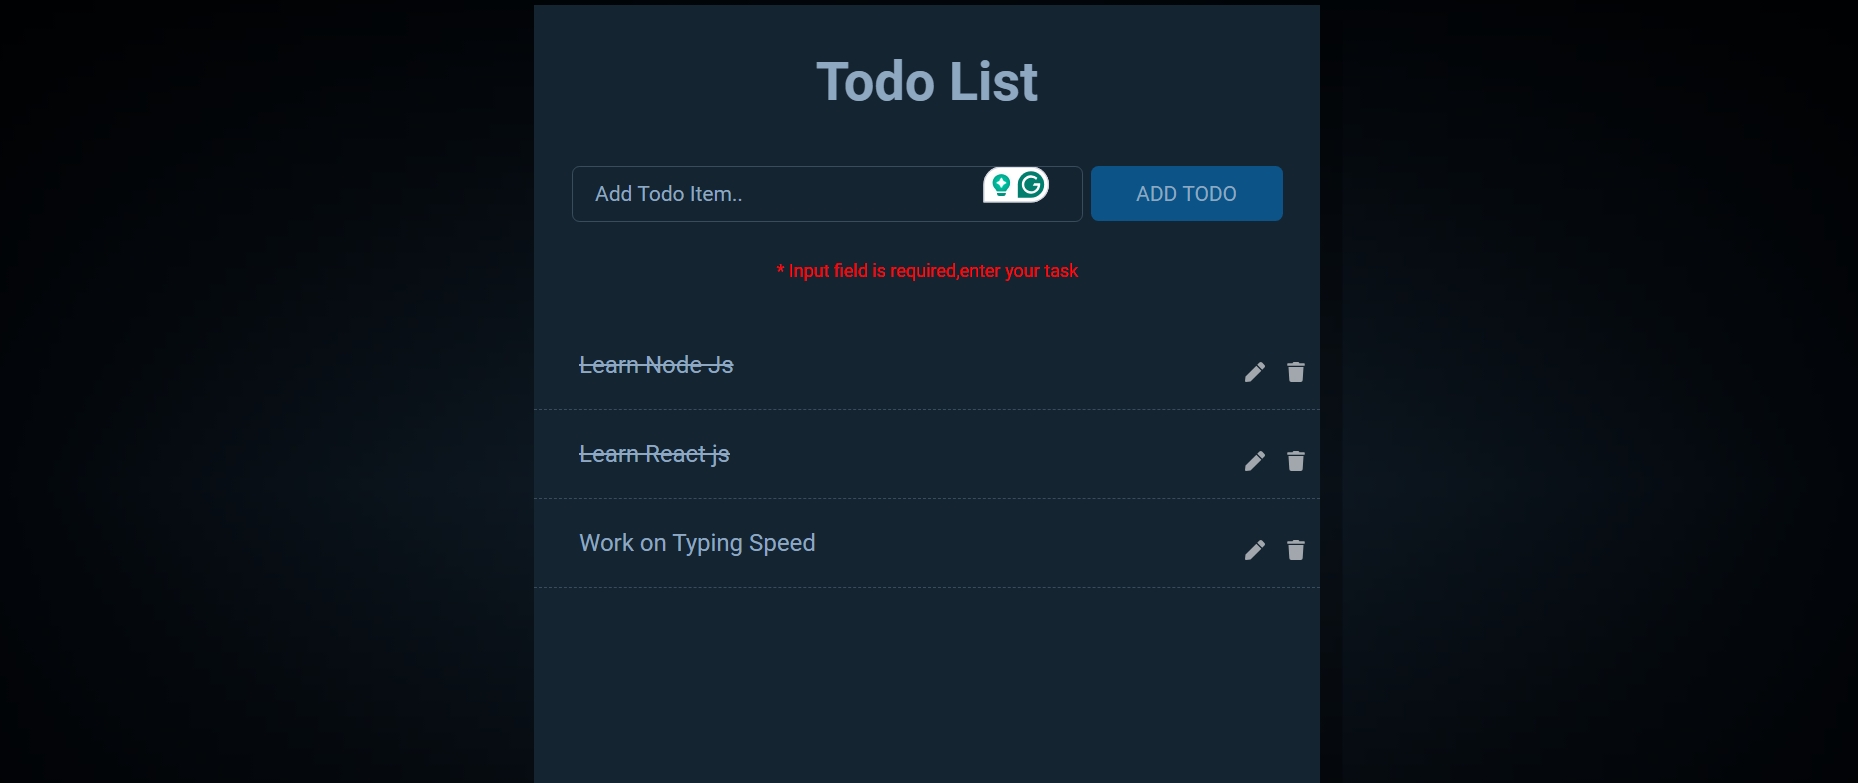 Todo List
Add Todo Item..
ADD TODO
* Input field is required,enter your task
Learn Node Js
Learn React js
Work on Typing Speed